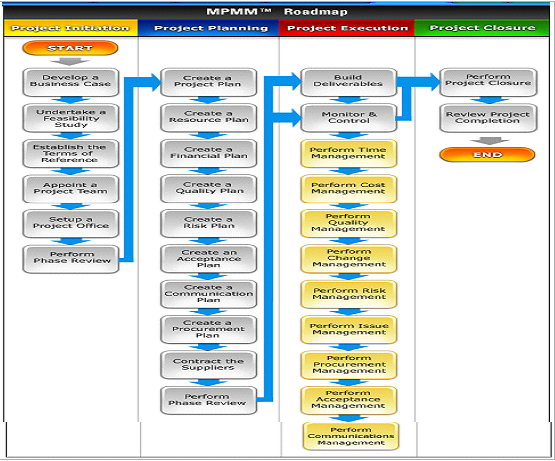 MPMM™ Roadmap
Project Initiation
Project Planning
Project Execution
Project Closure
START
Develop a
Business Case
Undertake a
Feasibility
Study
Establish the
Terms of
Reference
Appoint a
Project Team
Setup a
Project Office
Perform
Phase Review
Create a
Project Plan
Create a
Resource Plan
Create a
Financial Plan
Create a
Quality Plan
Create a
Risk Plan
Create an
Acceptance
Plan
Create a
Communication
Plan
Create a
Procurement
Plan
Contract the
Suppliers
Perform
Phase Review
Build
Deliverables
Monitor &
Control
Perform Time
Management
Perform Cost
Management
Perform
Quality
Management
Perform
Change
Management
Perform Risk
Management
Perform Issue
Management
Perform
Procurement
Management
Perform
Acceptance
Management
Perform
Communications
Management
Perform
Project Closure
Review Project
Completion
END